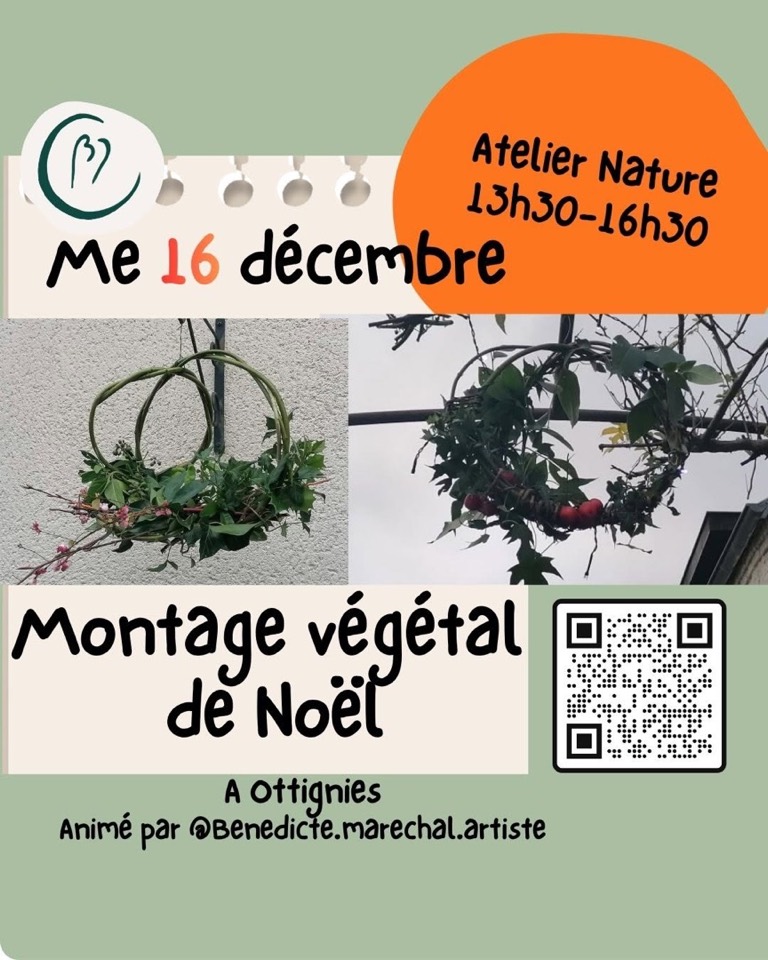 Atelier Nature
13h30-16h30
Me 16 décembre
Montage végétal
de Noël
A Ottignies
Animé par @Benedicte.marechal.artiste